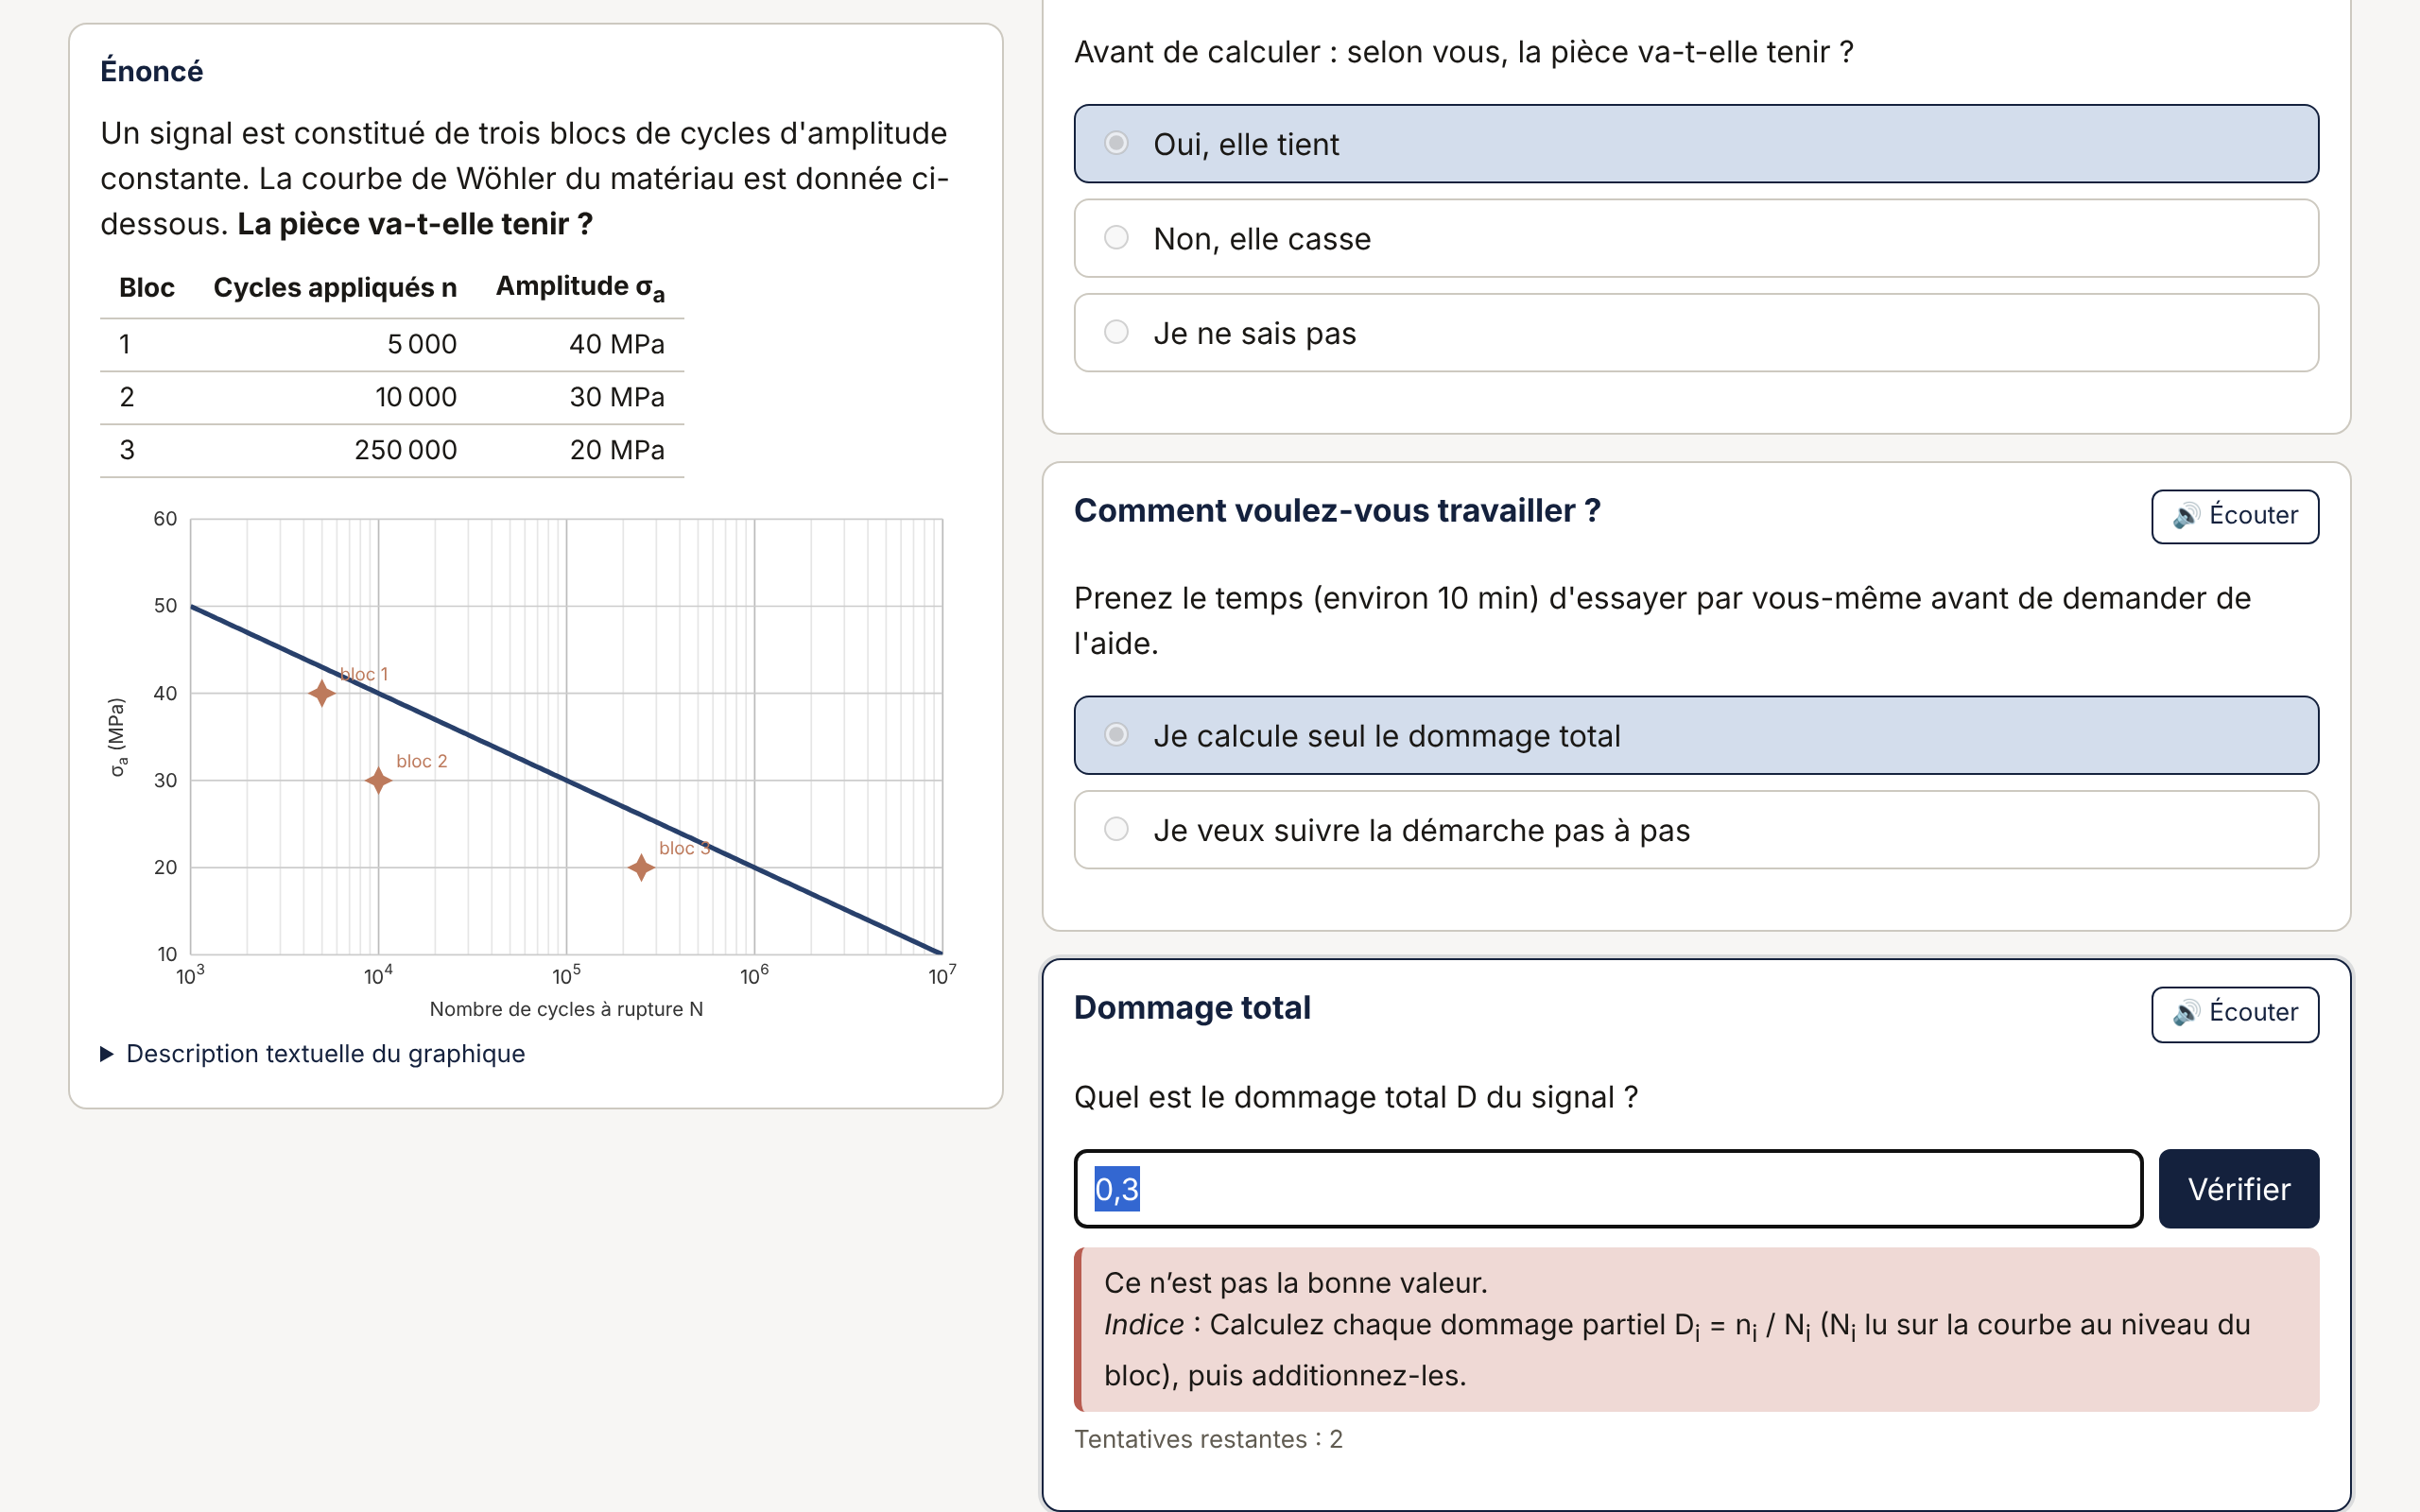 Énoncé
Un signal est constitué de trois blocs de cycles d'amplitude
constante. La courbe de Wöhler du matériau est donnée ci-
dessous. La pièce va-t-elle tenir ?
Bloc Cycles appliqués n Amplitude σa
1 5 000 40 MPa
2 10 000 30 MPa
3 250 000 20 MPa
60
50
40
30
20
10
σa (MPa)
bloc 1
bloc 2
bloc 3
10³ 10⁴ 10⁵ 10⁶ 10⁷
Nombre de cycles à rupture N
▶ Description textuelle du graphique
Avant de calculer : selon vous, la pièce va-t-elle tenir ?
Oui, elle tient
Non, elle casse
Je ne sais pas
Comment voulez-vous travailler ?
🔊 Écouter
Prenez le temps (environ 10 min) d'essayer par vous-même avant de demander de
l'aide.
Je calcule seul le dommage total
Je veux suivre la démarche pas à pas
Dommage total
🔊 Écouter
Quel est le dommage total D du signal ?
0,3
Vérifier
Ce n’est pas la bonne valeur.
Indice : Calculez chaque dommage partiel Di = ni / Ni (Ni lu sur la courbe au niveau du
bloc), puis additionnez-les.
Tentatives restantes : 2